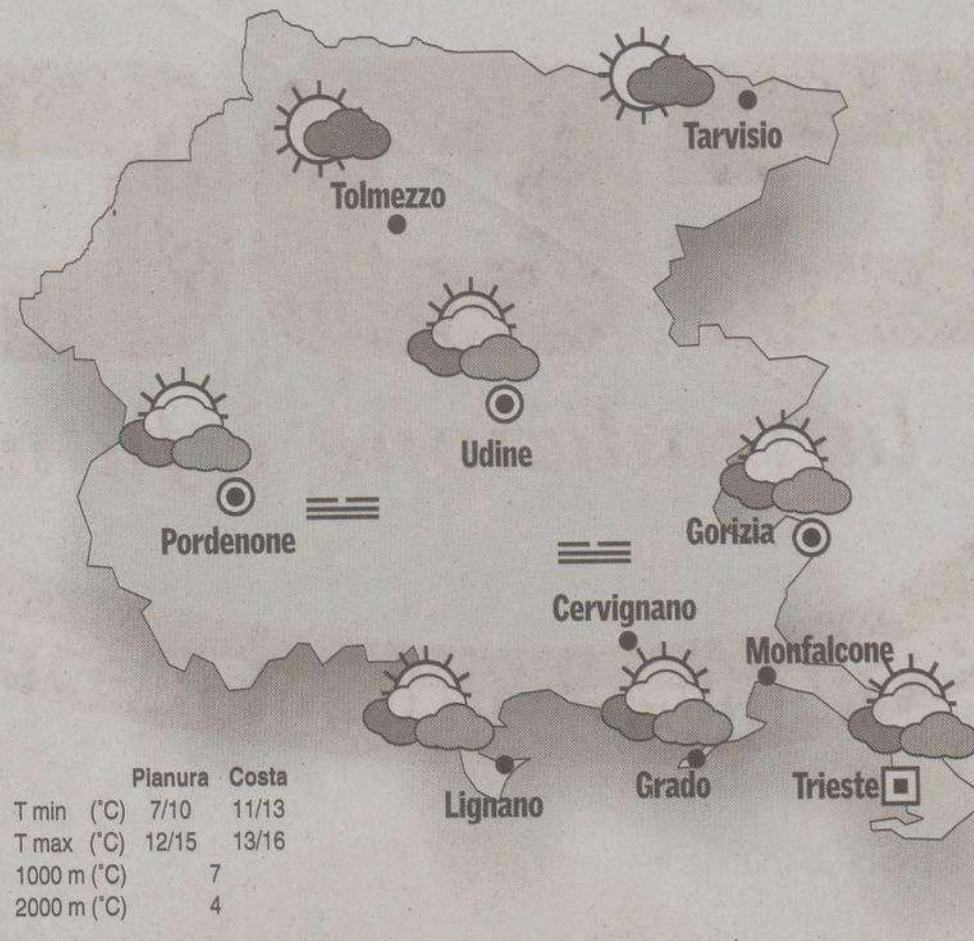 Tarvisio
Tolmezzo
Udine
Pordenone
Gorizia
Cervignano
Monfalcone
Lignano
Grado
Trieste
Pianura Costa
T min (°C) 7/10 11/13
T max (°C) 12/15 13/16
1000 m (°C) 7
2000 m (°C) 4